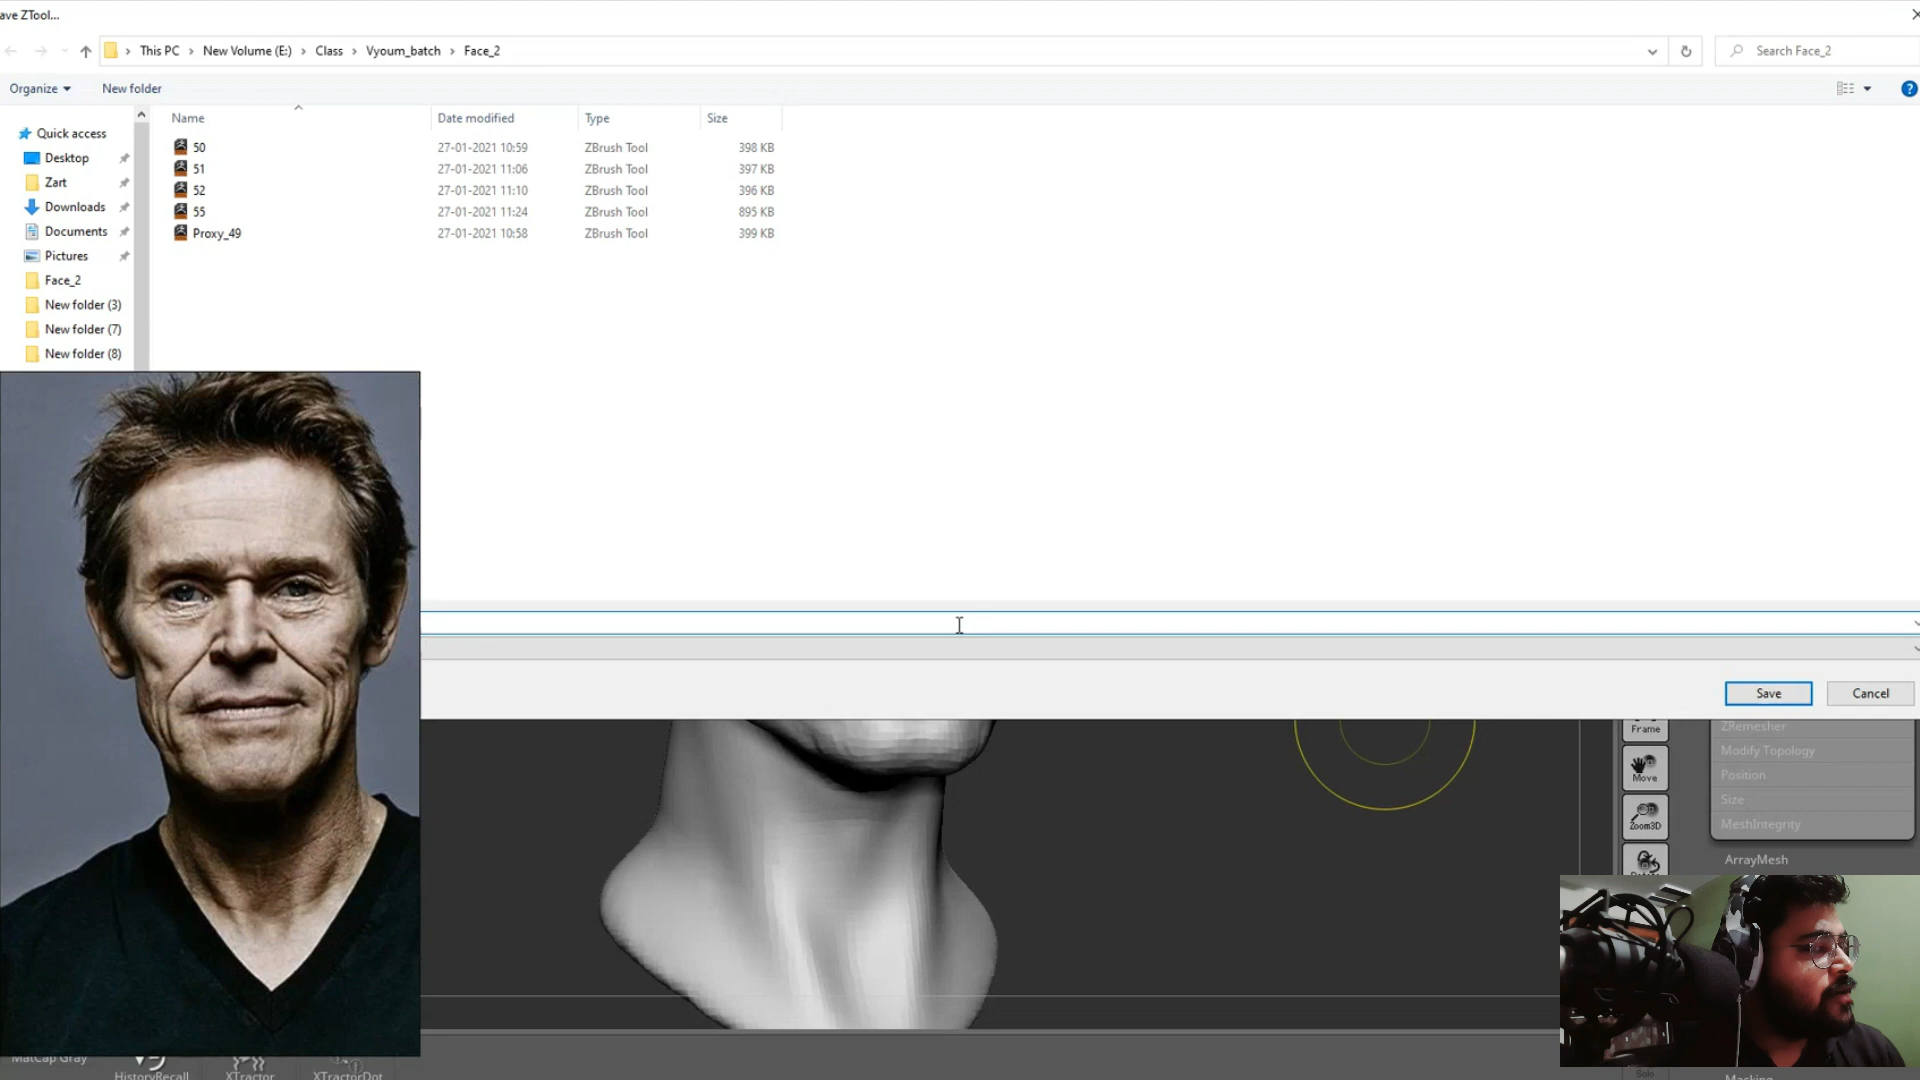 ave ZTool...
This PC > New Volume (E:) > Class > Vyoum_batch > Face_2
Search Face_2
Organize
New folder
Name Date modified Type Size
Quick access
Desktop
Zart
Downloads
Documents
Pictures
Face_2
New folder (3)
New folder (7)
New folder (8)
50 27-01-2021 10:59 ZBrush Tool 398 KB
51 27-01-2021 11:06 ZBrush Tool 397 KB
52 27-01-2021 11:10 ZBrush Tool 396 KB
55 27-01-2021 11:24 ZBrush Tool 895 KB
Proxy_49 27-01-2021 10:58 ZBrush Tool 399 KB
Save
Cancel
Frame
Move
Zoom3D
ZRemesher
Modify Topology
Position
Size
MeshIntegrity
ArrayMesh
MatCap Gray
HistoryRecall
XTractor
XTractorDot
Solo